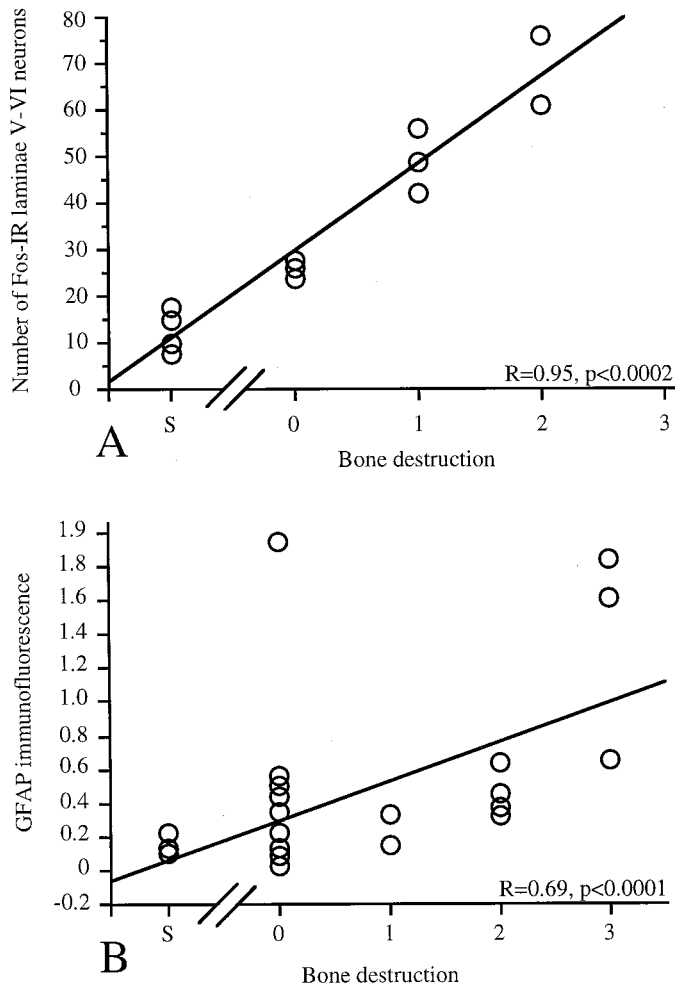 Number of Fos-IR laminae V-VI neurons
80
70
60
50
40
30
20
10
0
R=0.95, p<0.0002
S
0
1
2
3
A
Bone destruction
GFAP immunofluorescence
1.9
1.8
1.6
1.4
1.2
1.0
0.8
0.6
0.4
0.2
0
-0.2
R=0.69, p<0.0001
S
0
1
2
3
B
Bone destruction